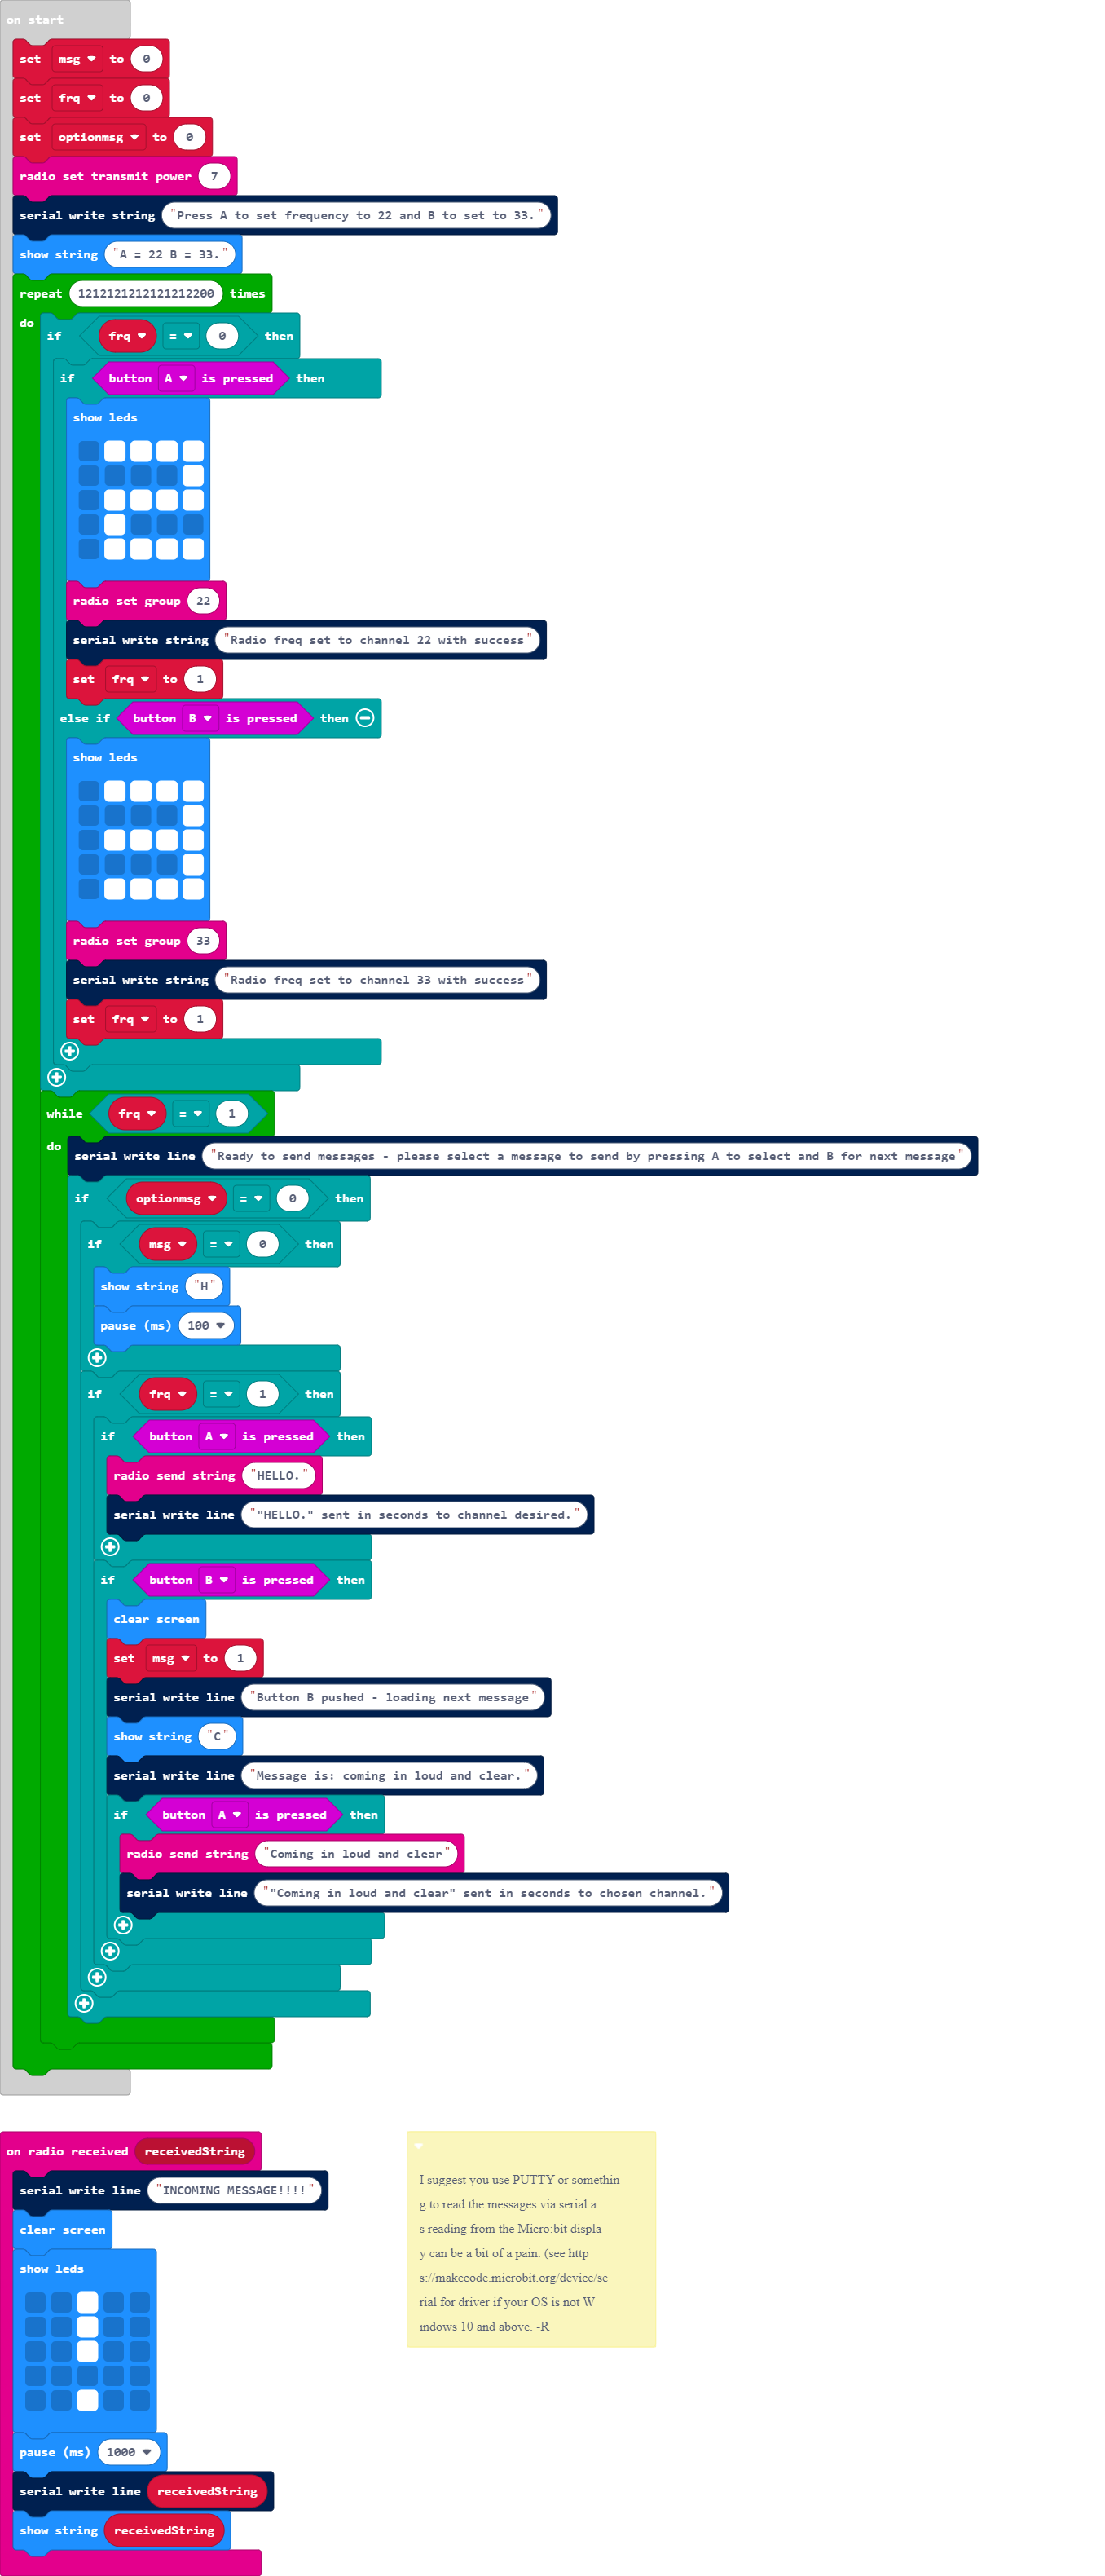 on start
set msg to 0
set frq to 0
set optionmsg to 0
radio set transmit power 7
serial write string "Press A to set frequency to 22 and B to set to 33."
show string "A = 22 B = 33."
repeat 1212121212121212200 times
do
if frq = 0 then
if button A is pressed then
show leds
radio set group 22
serial write string "Radio freq set to channel 22 with success"
set frq to 1
else if button B is pressed then
show leds
radio set group 33
serial write string "Radio freq set to channel 33 with success"
set frq to 1
while frq = 1
do
serial write line "Ready to send messages - please select a message to send by pressing A to select and B for next message"
if optionmsg = 0 then
if msg = 0 then
show string "H"
pause (ms) 100
if frq = 1 then
if button A is pressed then
radio send string "HELLO."
serial write line ""HELLO." sent in seconds to channel desired."
if button B is pressed then
clear screen
set msg to 1
serial write line "Button B pushed - loading next message"
show string "C"
serial write line "Message is: coming in loud and clear."
if button A is pressed then
radio send string "Coming in loud and clear"
serial write line ""Coming in loud and clear" sent in seconds to chosen channel."
on radio received receivedString
serial write line "INCOMING MESSAGE!!!!"
clear screen
show leds
pause (ms) 1000
serial write line receivedString
show string receivedString
I suggest you use PUTTY or somethin
g to read the messages via serial a
s reading from the Micro:bit displa
y can be a bit of a pain. (see http
s://makecode.microbit.org/device/se
rial for driver if your OS is not W
indows 10 and above. -R